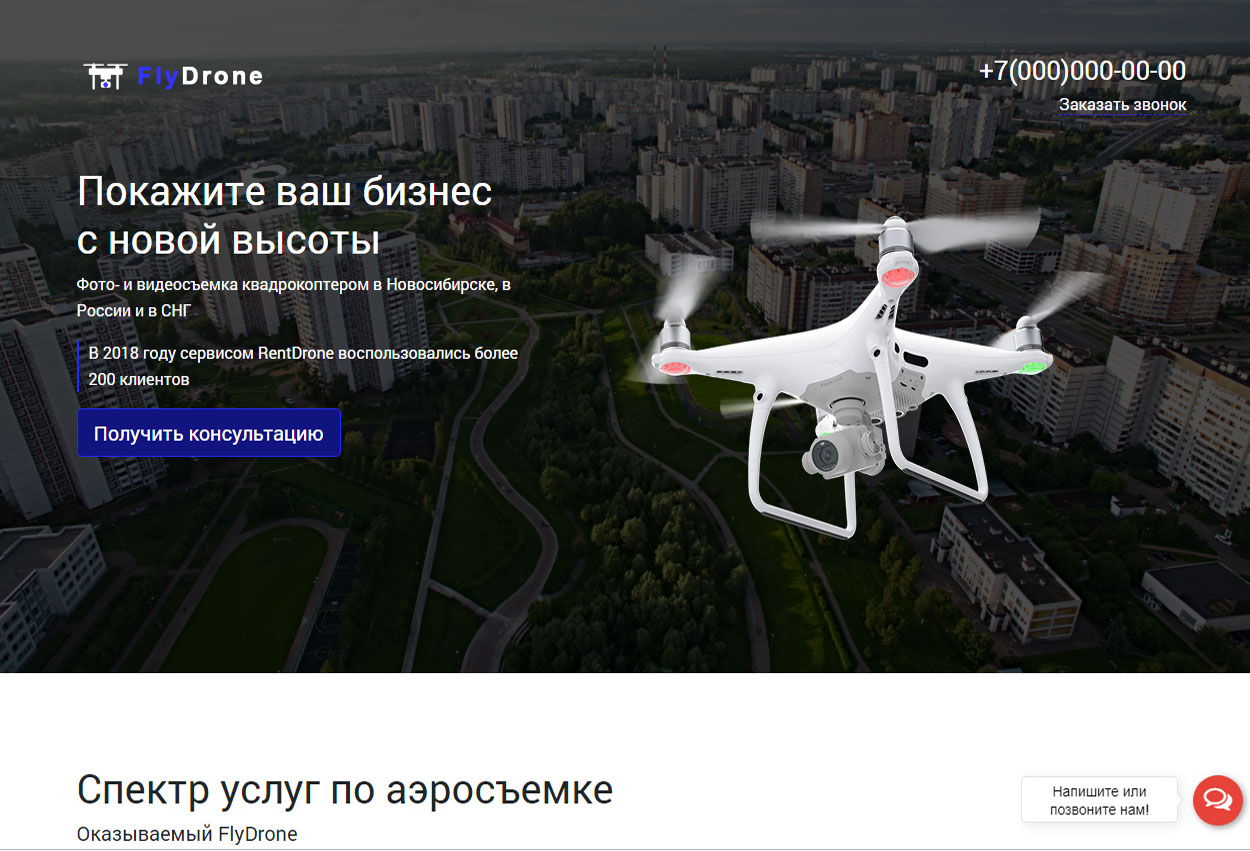 FlyDrone
+7(000)000-00-00
Заказать звонок
Покажите ваш бизнес
с новой высоты
Фото- и видеосъемка квадрокоптером в Новосибирске, в
России и в СНГ
В 2018 году сервисом RentDrone воспользовались более
200 клиентов
Получить консультацию
Спектр услуг по аэросъемке
Оказываемый FlyDrone
Напишите или
позвоните нам!